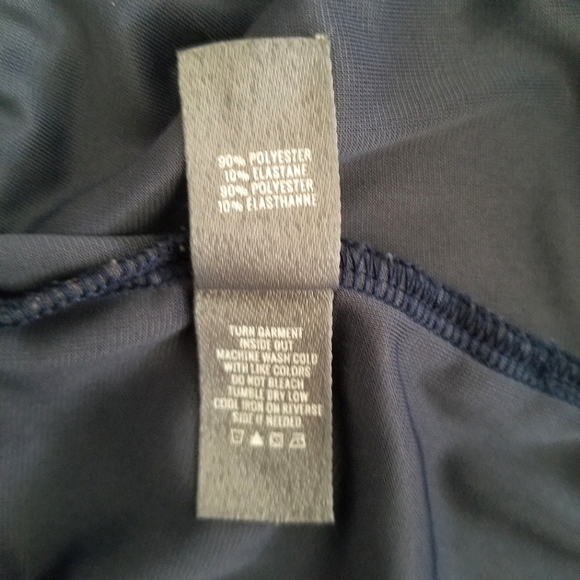 90% POLYESTER
10% ELASTANE
90% POLYESTER
10% ÉLASTHANNE
TURN GARMENT
INSIDE OUT
MACHINE WASH COLD
WITH LIKE COLORS
DO NOT BLEACH
TUMBLE DRY LOW
COOL IRON ON REVERSE
SIDE IF NEEDED.